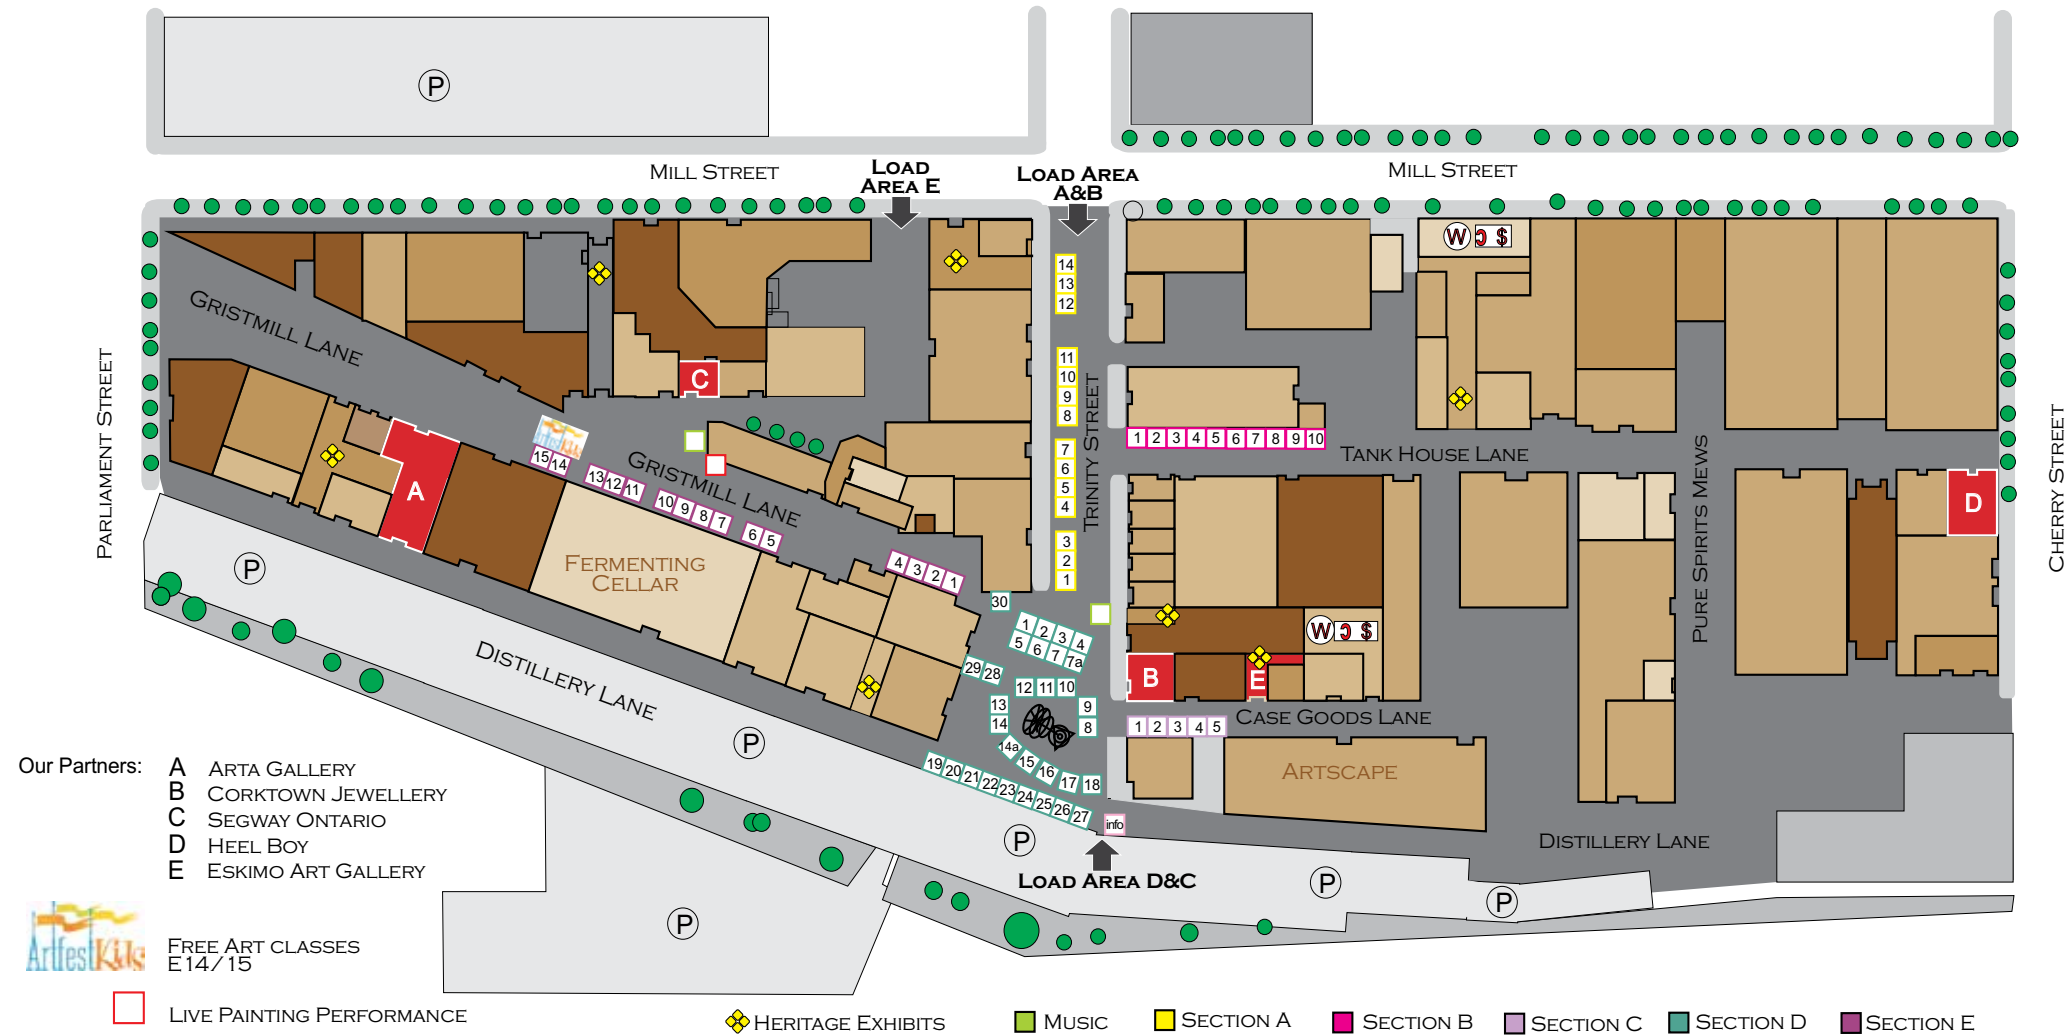 P
MILL STREET
LOAD
AREA E
LOAD AREA
A&B
MILL STREET
W C $
14
13
12
GRISTMILL LANE
PARLIAMENT STREET
C
11
10
9
8
TRINITY STREET
1 2 3 4 5 6 7 8 9 10
TANK HOUSE LANE
PURE SPIRITS MEWS
CHERRY STREET
ArtfestKids
15 14
13 12 11
10 9 8 7
6 5
4 3 2 1
GRISTMILL LANE
7
6
5
4
3
2
1
A
D
FERMENTING
CELLAR
P
30
1 2 3 4
5 6 7 7a
29 28
12 11 10
13
14
9
8
14a
15 16 17 18
19 20 21 22 23 24 25 26 27
info
W C $
B
E
1 2 3 4 5
CASE GOODS LANE
ARTSCAPE
DISTILLERY LANE
P
P
DISTILLERY LANE
LOAD AREA D&C
P
P
P
Our Partners:
A ARTA GALLERY
B CORKTOWN JEWELLERY
C SEGWAY ONTARIO
D HEEL BOY
E ESKIMO ART GALLERY
ArtfestKids
FREE ART CLASSES
E14/15
LIVE PAINTING PERFORMANCE
HERITAGE EXHIBITS
MUSIC
SECTION A
SECTION B
SECTION C
SECTION D
SECTION E